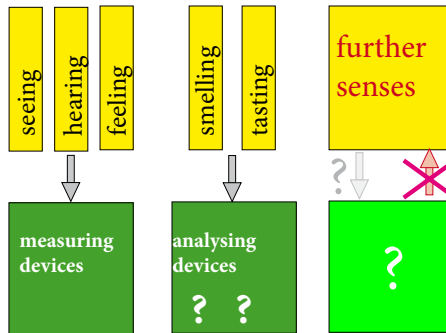 seeing
hearing
feeling
smelling
tasting
further
senses
?
measuring
devices
analysing
devices
? ?
?